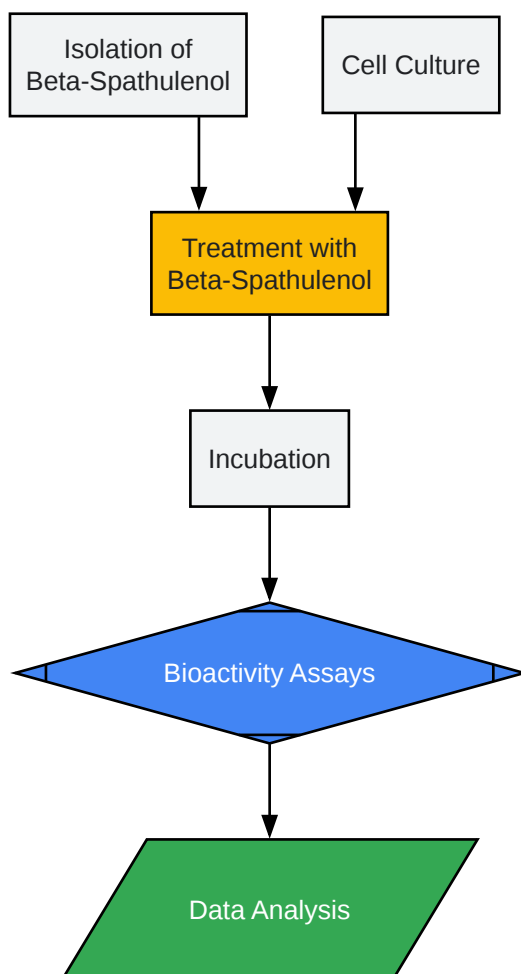 Isolation of
Beta-Spathulenol
Cell Culture
Treatment with
Beta-Spathulenol
Incubation
Bioactivity Assays
Data Analysis